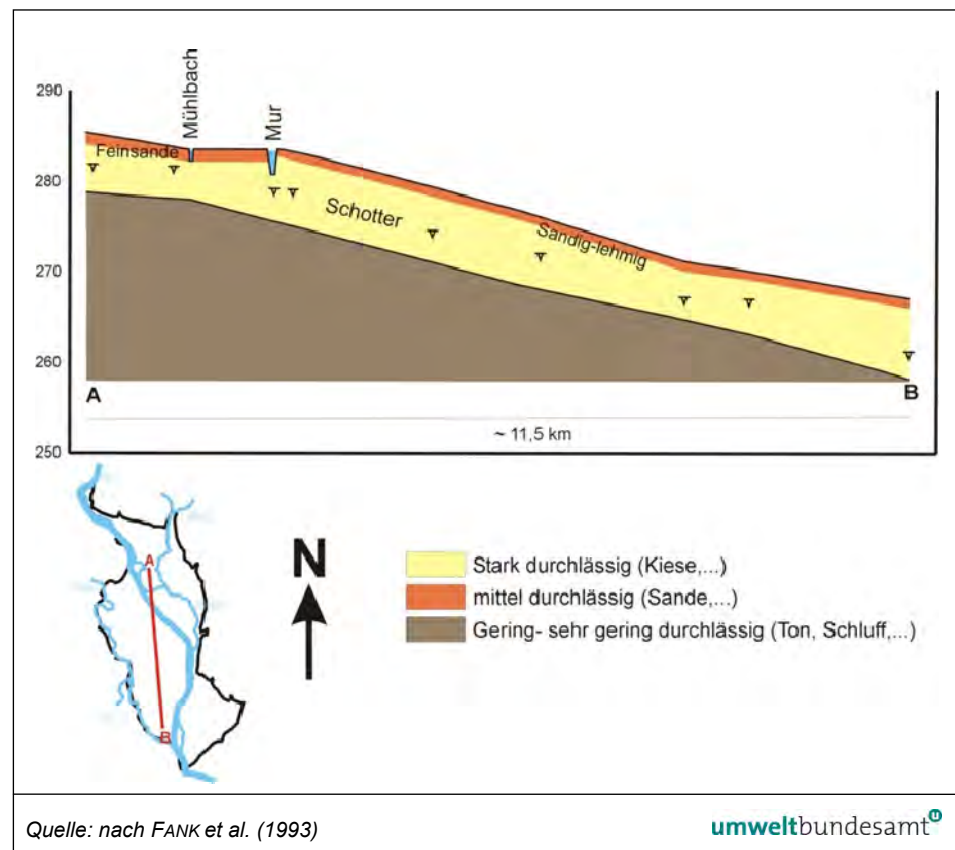 Mühlbach
Mur
290
280
270
260
250
Feinsande
Schotter
Sandig-lehmig
A
B
~ 11,5 km
A
B
N
Stark durchlässig (Kiese,...)
mittel durchlässig (Sande,...)
Gering- sehr gering durchlässig (Ton, Schluff,...)
Quelle: nach FANK et al. (1993)
umweltbundesamt u